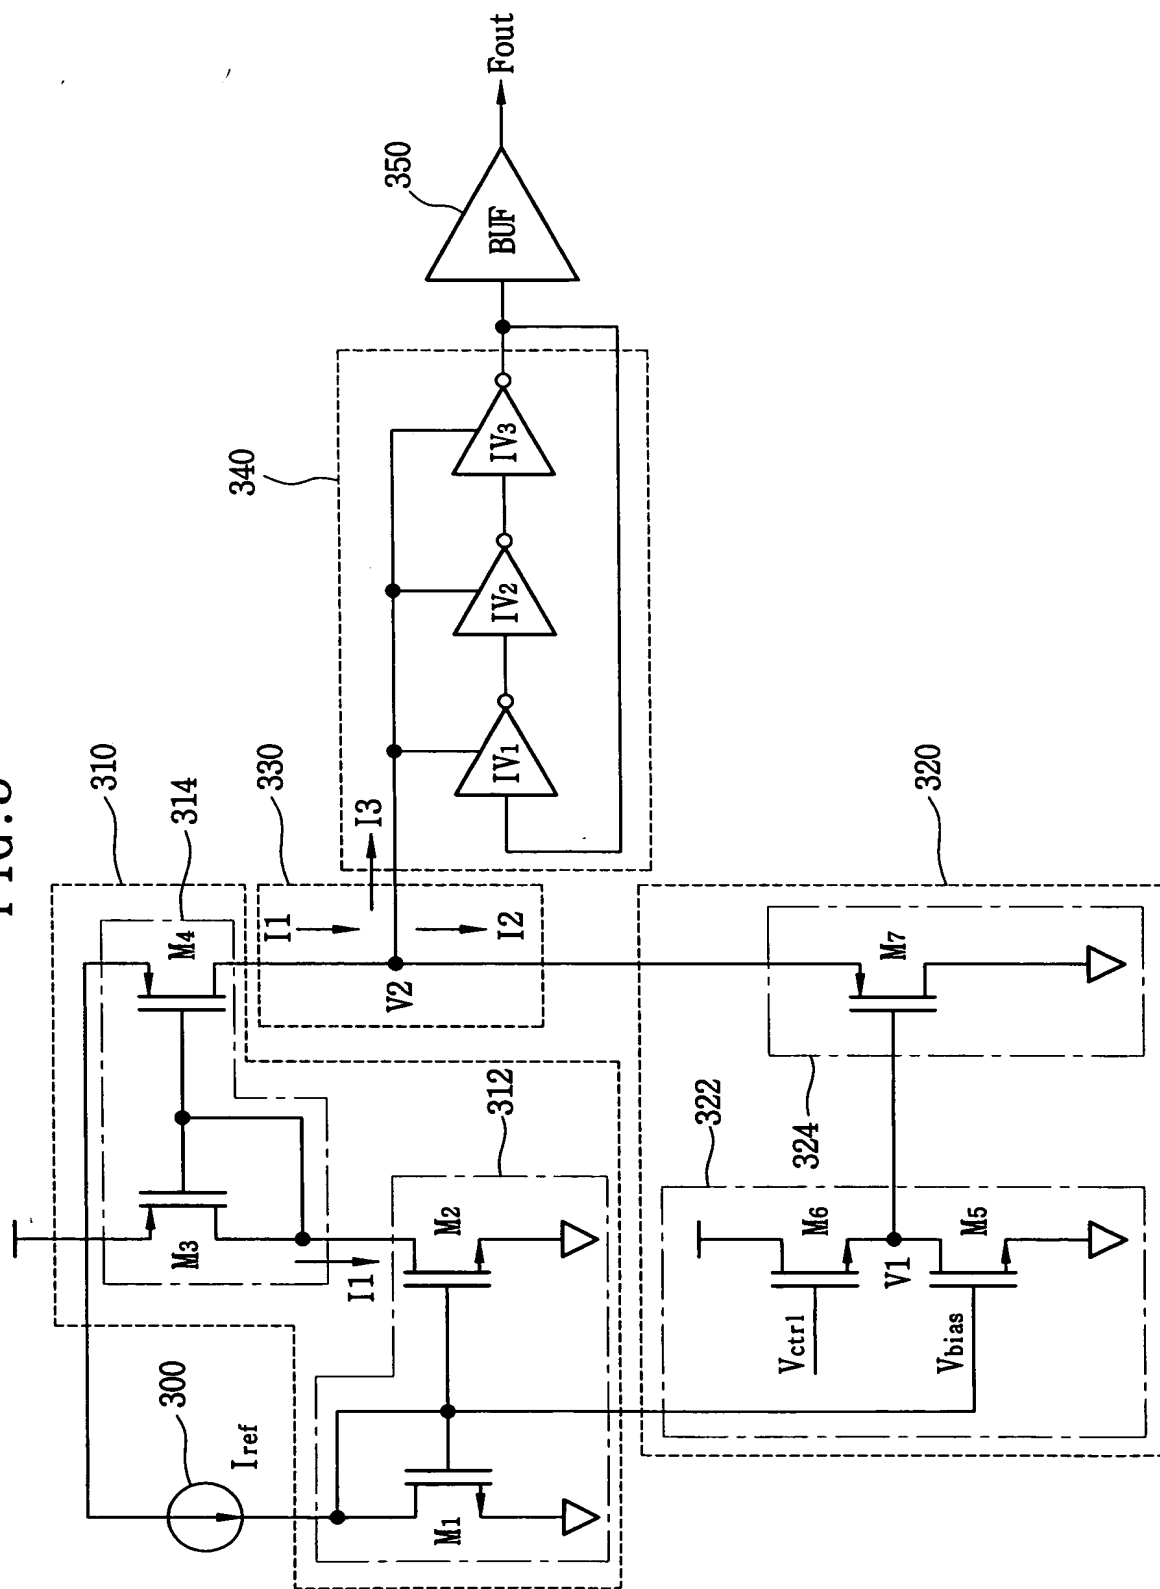 FIG.
310
314
M4
M3
I1
300
Iref
312
M2
M1
330
I1
I3
V2
I2
340
IV1
IV2
IV3
350
BUF
Fout
320
322
324
M6
M7
Vctrl
V1
M5
Vbias